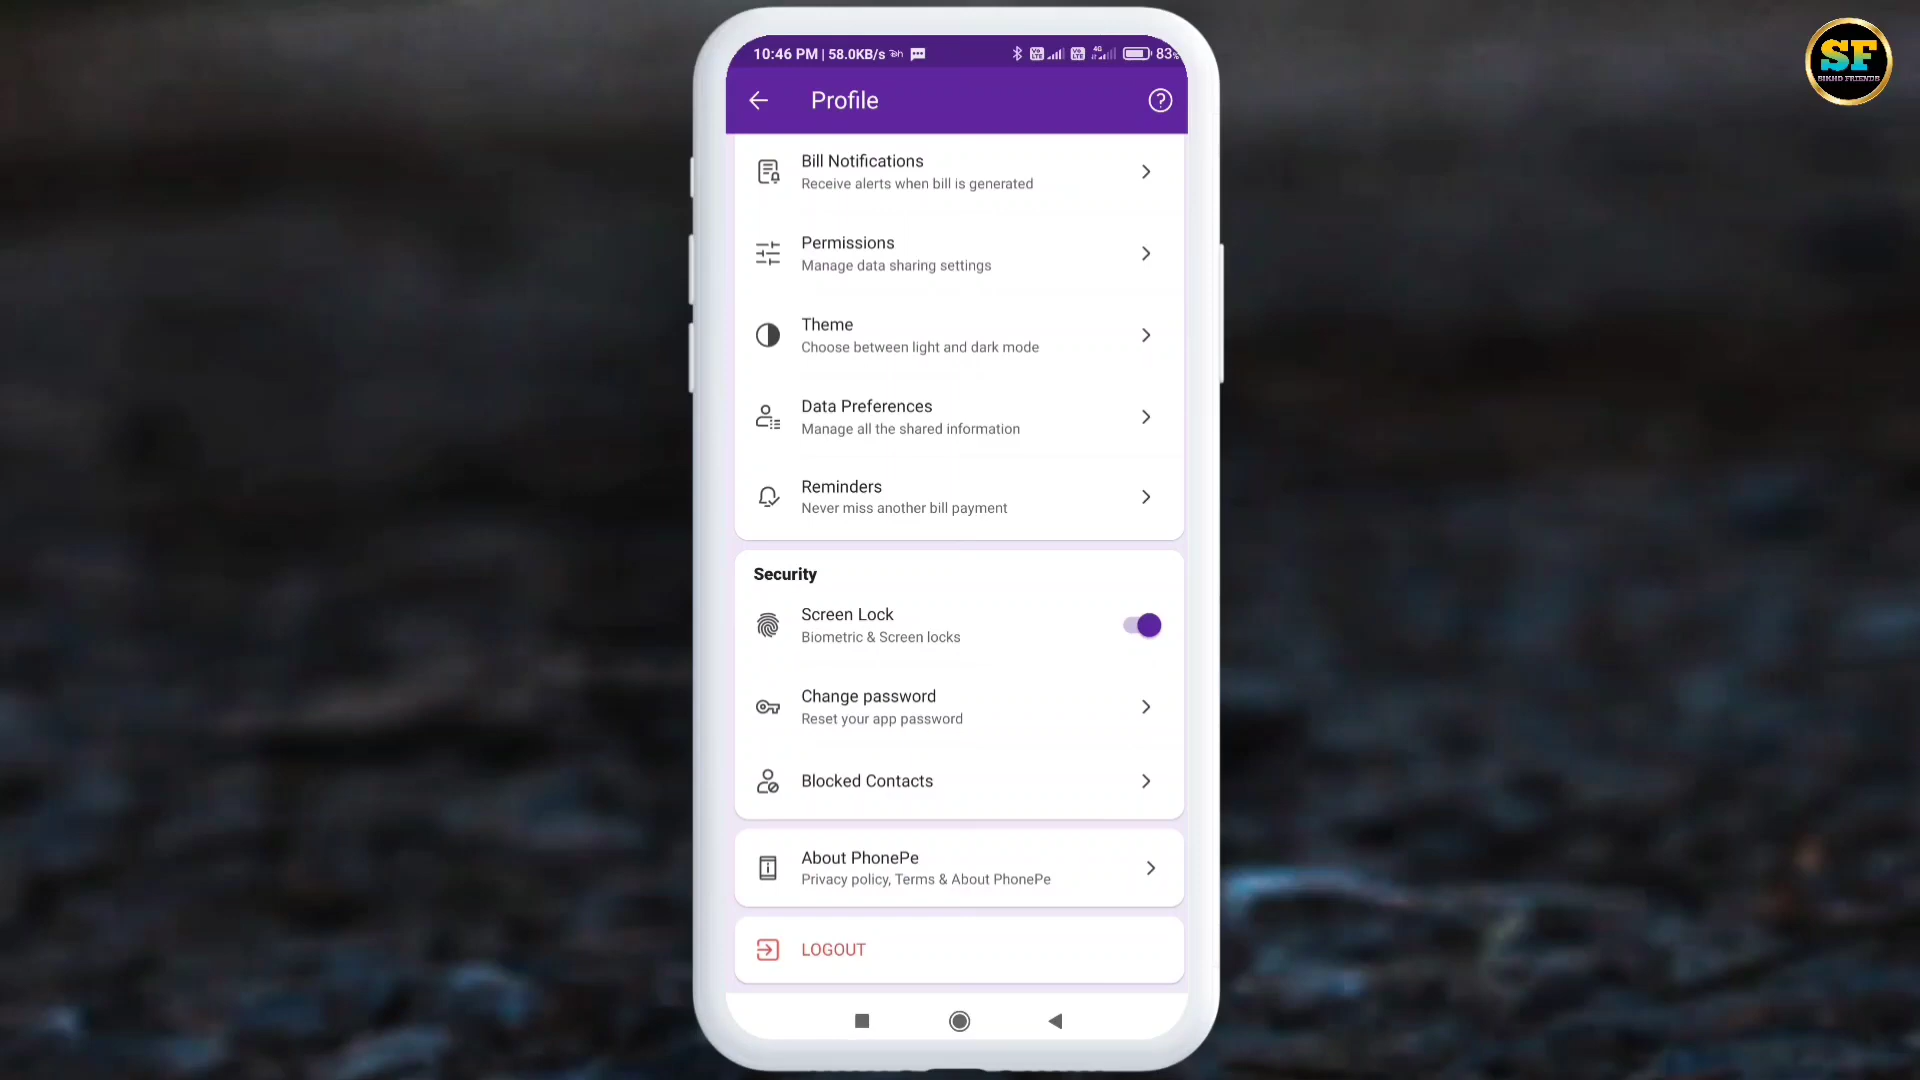 10:46 PM | 58.0KB/s
4G
83%
SF
SIKHO FRIENDS
Profile
Bill Notifications
Receive alerts when bill is generated
Permissions
Manage data sharing settings
Theme
Choose between light and dark mode
Data Preferences
Manage all the shared information
Reminders
Never miss another bill payment
Security
Screen Lock
Biometric & Screen locks
Change password
Reset your app password
Blocked Contacts
About PhonePe
Privacy policy, Terms & About PhonePe
LOGOUT